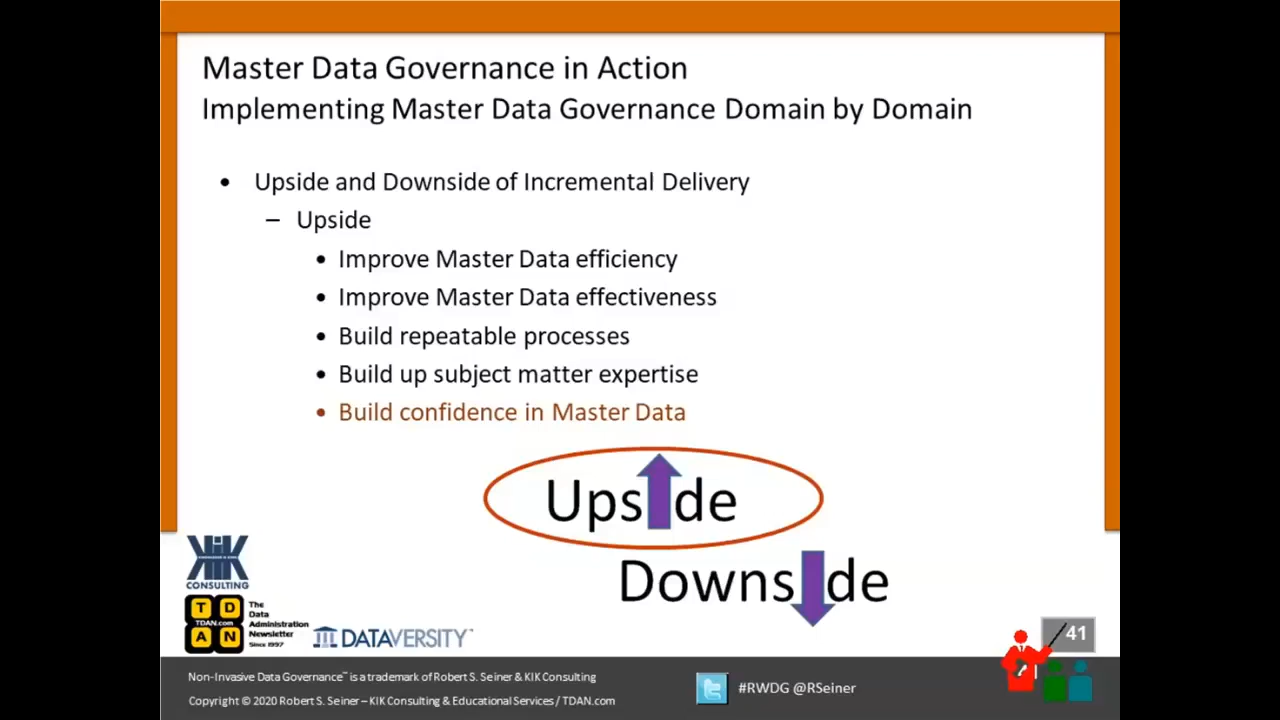 Master Data Governance in Action
Implementing Master Data Governance Domain by Domain
• Upside and Downside of Incremental Delivery
– Upside
• Improve Master Data efficiency
• Improve Master Data effectiveness
• Build repeatable processes
• Build up subject matter expertise
• Build confidence in Master Data
Upside
Downside
KIK
CONSULTING
T D
TDAN.com
A N
The
Data
Administration
Newsletter
Since 1997
DATAVERSITY
41
Non-Invasive Data Governance™ is a trademark of Robert S. Seiner & KIK Consulting
Copyright © 2020 Robert S. Seiner – KIK Consulting & Educational Services / TDAN.com
#RWDG @RSeiner